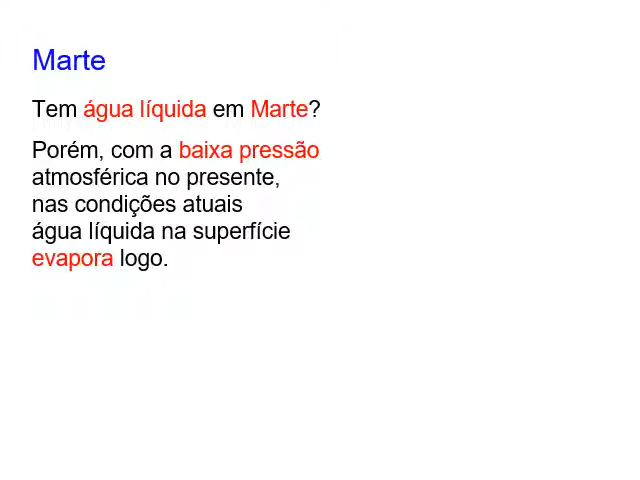 Marte
Tem água líquida em Marte?
Porém, com a baixa pressão
atmosférica no presente,
nas condições atuais
água líquida na superfície
evapora logo.